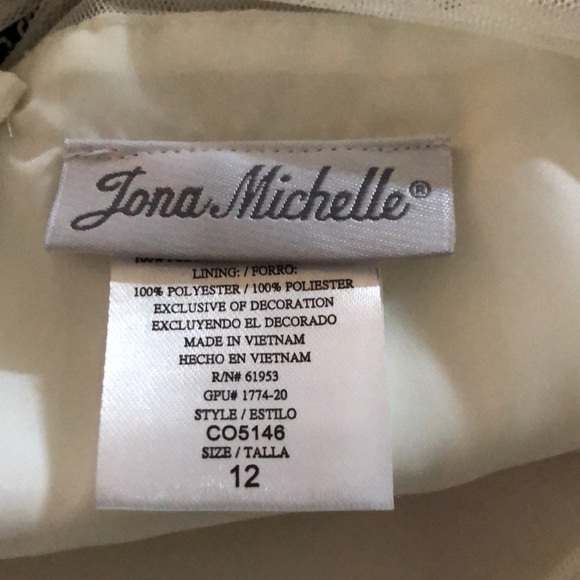 Jona Michelle®
LINING: / FORRO:
100% POLYESTER / 100% POLIESTER
EXCLUSIVE OF DECORATION
EXCLUYENDO EL DECORADO
MADE IN VIETNAM
HECHO EN VIETNAM
R/N# 61953
GPU# 1774-20
STYLE / ESTILO
CO5146
SIZE / TALLA
12